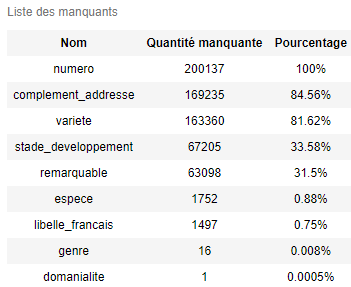 Liste des manquants
Nom Quantité manquante Pourcentage
numero 200137 100%
complement_addresse 169235 84.56%
variete 163360 81.62%
stade_developpement 67205 33.58%
remarquable 63098 31.5%
espece 1752 0.88%
libelle_francais 1497 0.75%
genre 16 0.008%
domanialite 1 0.0005%